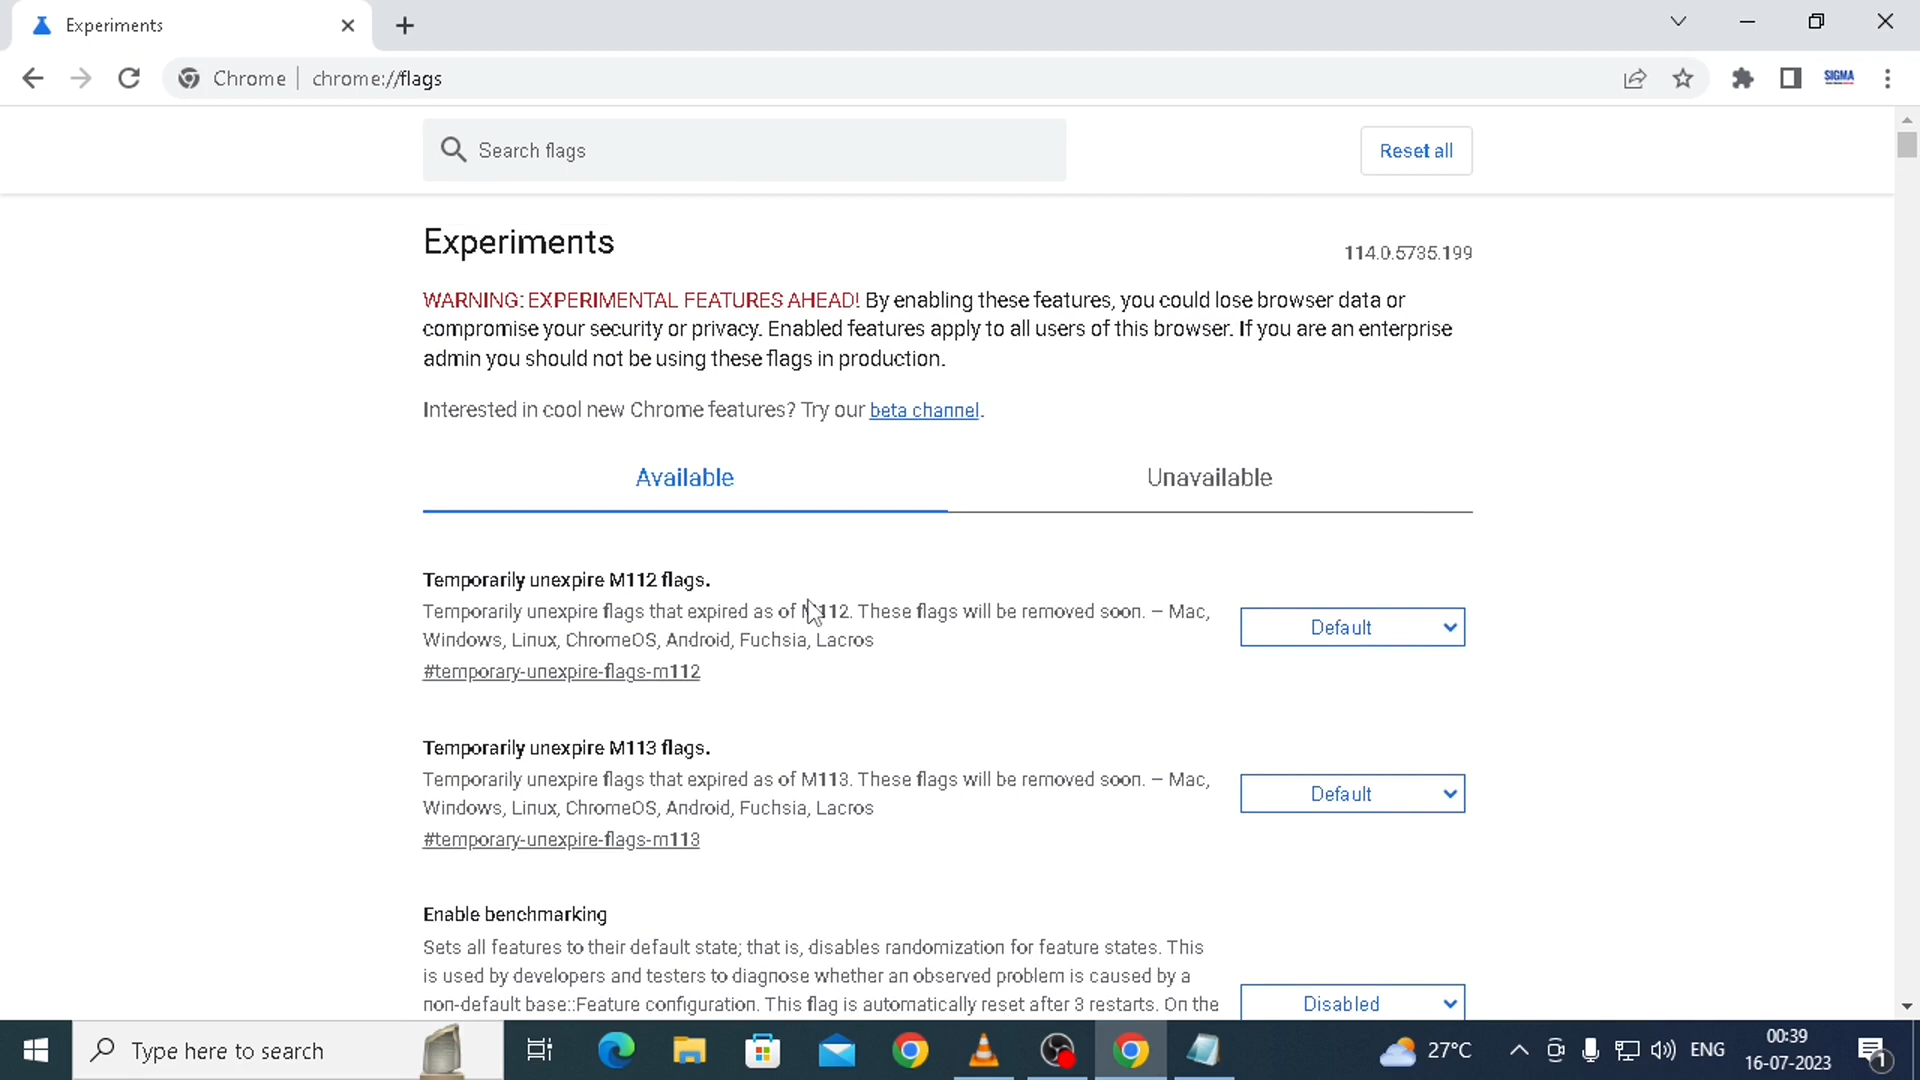 Experiments
Chrome
chrome://flags
SIGMA
Search flags
Reset all
Experiments
114.0.5735.199
WARNING: EXPERIMENTAL FEATURES AHEAD! By enabling these features, you could lose browser data or
compromise your security or privacy. Enabled features apply to all users of this browser. If you are an enterprise
admin you should not be using these flags in production.
Interested in cool new Chrome features? Try our beta channel.
Available
Unavailable
Temporarily unexpire M112 flags.
Temporarily unexpire flags that expired as of M112. These flags will be removed soon. – Mac,
Windows, Linux, ChromeOS, Android, Fuchsia, Lacros
#temporary-unexpire-flags-m112
Default
Temporarily unexpire M113 flags.
Temporarily unexpire flags that expired as of M113. These flags will be removed soon. – Mac,
Windows, Linux, ChromeOS, Android, Fuchsia, Lacros
#temporary-unexpire-flags-m113
Default
Enable benchmarking
Sets all features to their default state; that is, disables randomization for feature states. This
is used by developers and testers to diagnose whether an observed problem is caused by a
non-default base::Feature configuration. This flag is automatically reset after 3 restarts. On the
Disabled
Type here to search
27°C
ENG
00:39
16-07-2023
1